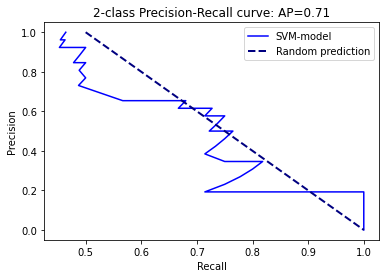 2-class Precision-Recall curve: AP=0.71
SVM-model
Random prediction
Precision
1.0
0.8
0.6
0.4
0.2
0.0
0.5
0.6
0.7
0.8
0.9
1.0
Recall